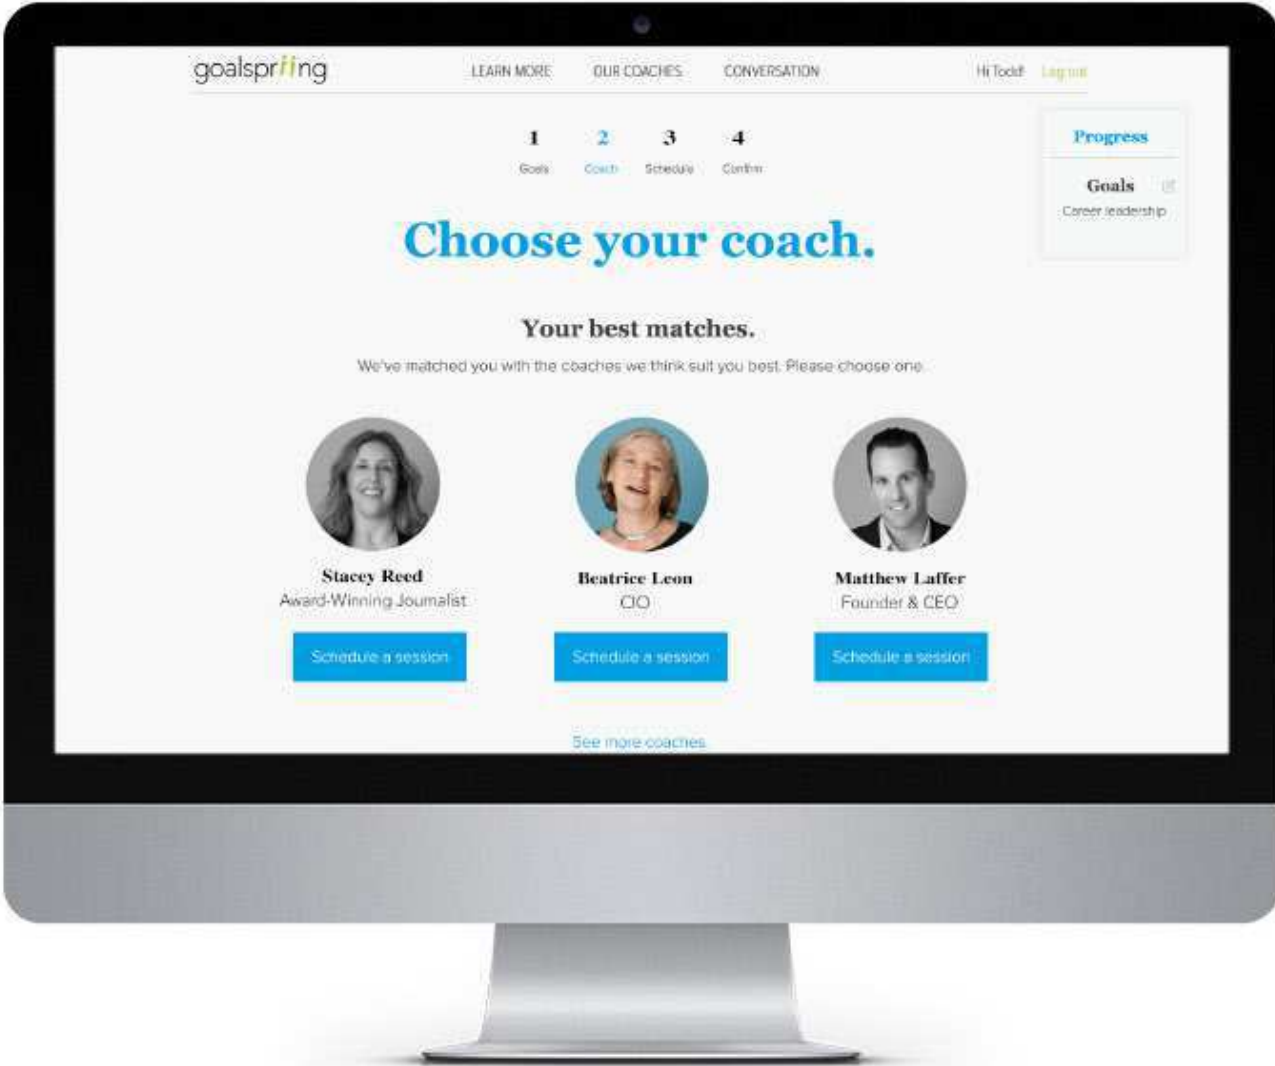 goalspriing
LEARN MORE OUR COACHES CONVERSATION Hi Todd! Log out
1 2 3 4
Goals Coach Schedule Confirm
Progress
Goals
Career leadership
Choose your coach.
Your best matches.
We've matched you with the coaches we think suit you best. Please choose one.
Stacey Reed Beatrice Leon Matthew Laffer
Award-Winning Journalist CIO Founder & CEO
Schedule a session Schedule a session Schedule a session
See more coaches